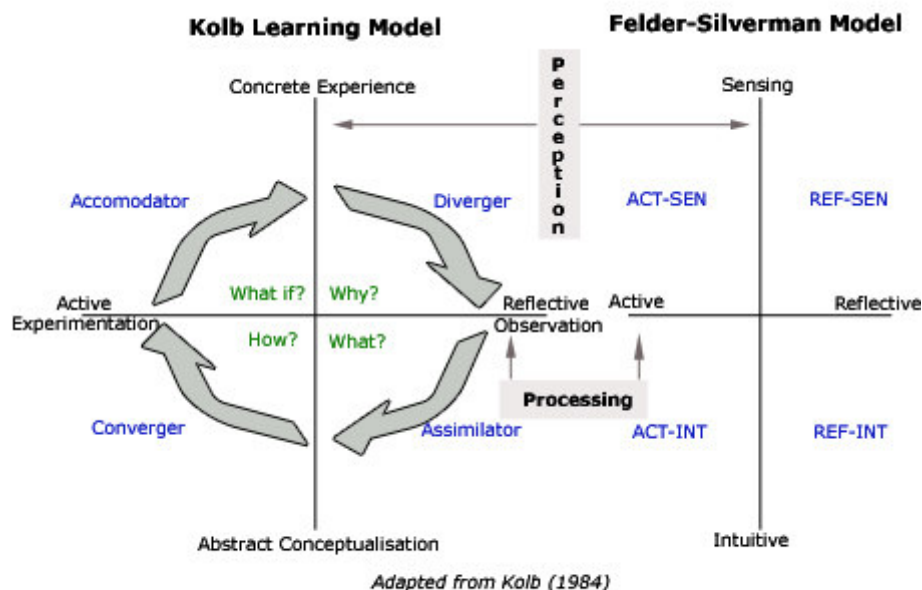 Kolb Learning Model
Felder-Silverman Model
Perception
Concrete Experience
Sensing
Accomodator
Diverger
ACT-SEN
REF-SEN
What if?
Why?
Active
Experimentation
Reflective
Observation
Active
Reflective
How?
What?
Processing
Converger
Assimilator
ACT-INT
REF-INT
Abstract Conceptualisation
Intuitive
Adapted from Kolb (1984)